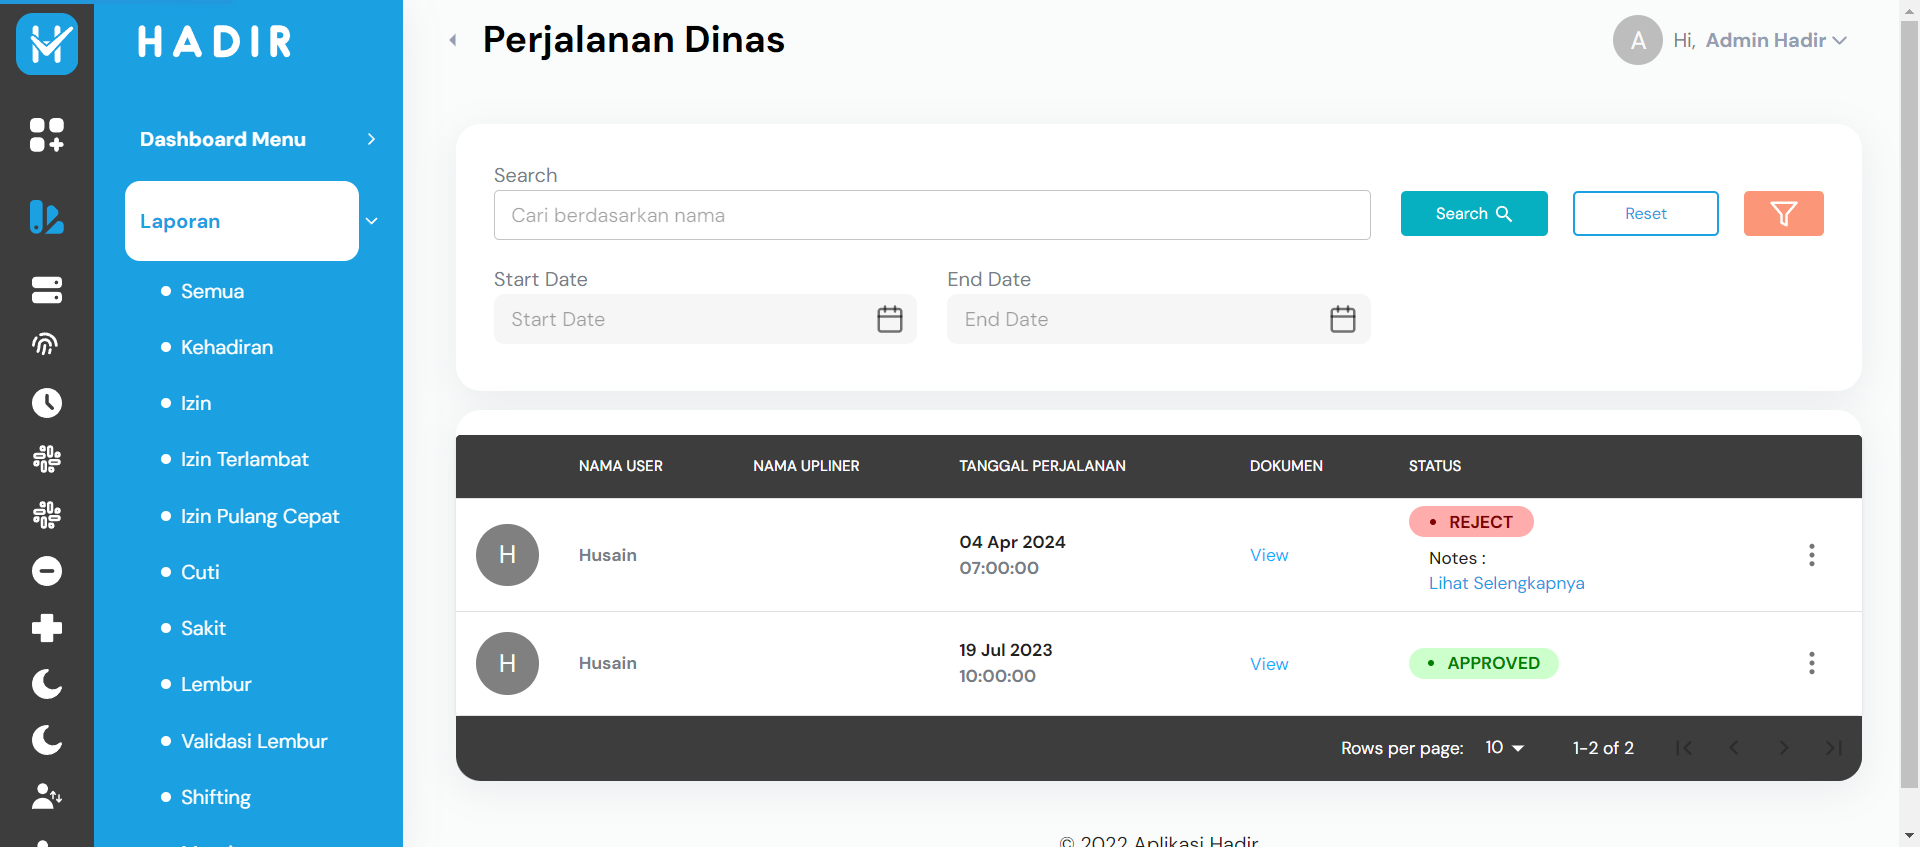 HADIR
Dashboard Menu
Laporan
Semua
Kehadiran
Izin
Izin Terlambat
Izin Pulang Cepat
Cuti
Sakit
Lembur
Validasi Lembur
Shifting
Perjalanan Dinas
A Hi, Admin Hadir
Search
Cari berdasarkan nama
Search
Reset
Start Date
End Date
Start Date
End Date
NAMA USER NAMA UPLINER TANGGAL PERJALANAN DOKUMEN STATUS
H Husain
04 Apr 2024
07:00:00
View
• REJECT
Notes :
Lihat Selengkapnya
H Husain
19 Jul 2023
10:00:00
View
• APPROVED
Rows per page: 10 1-2 of 2
© 2022 Aplikasi Hadir